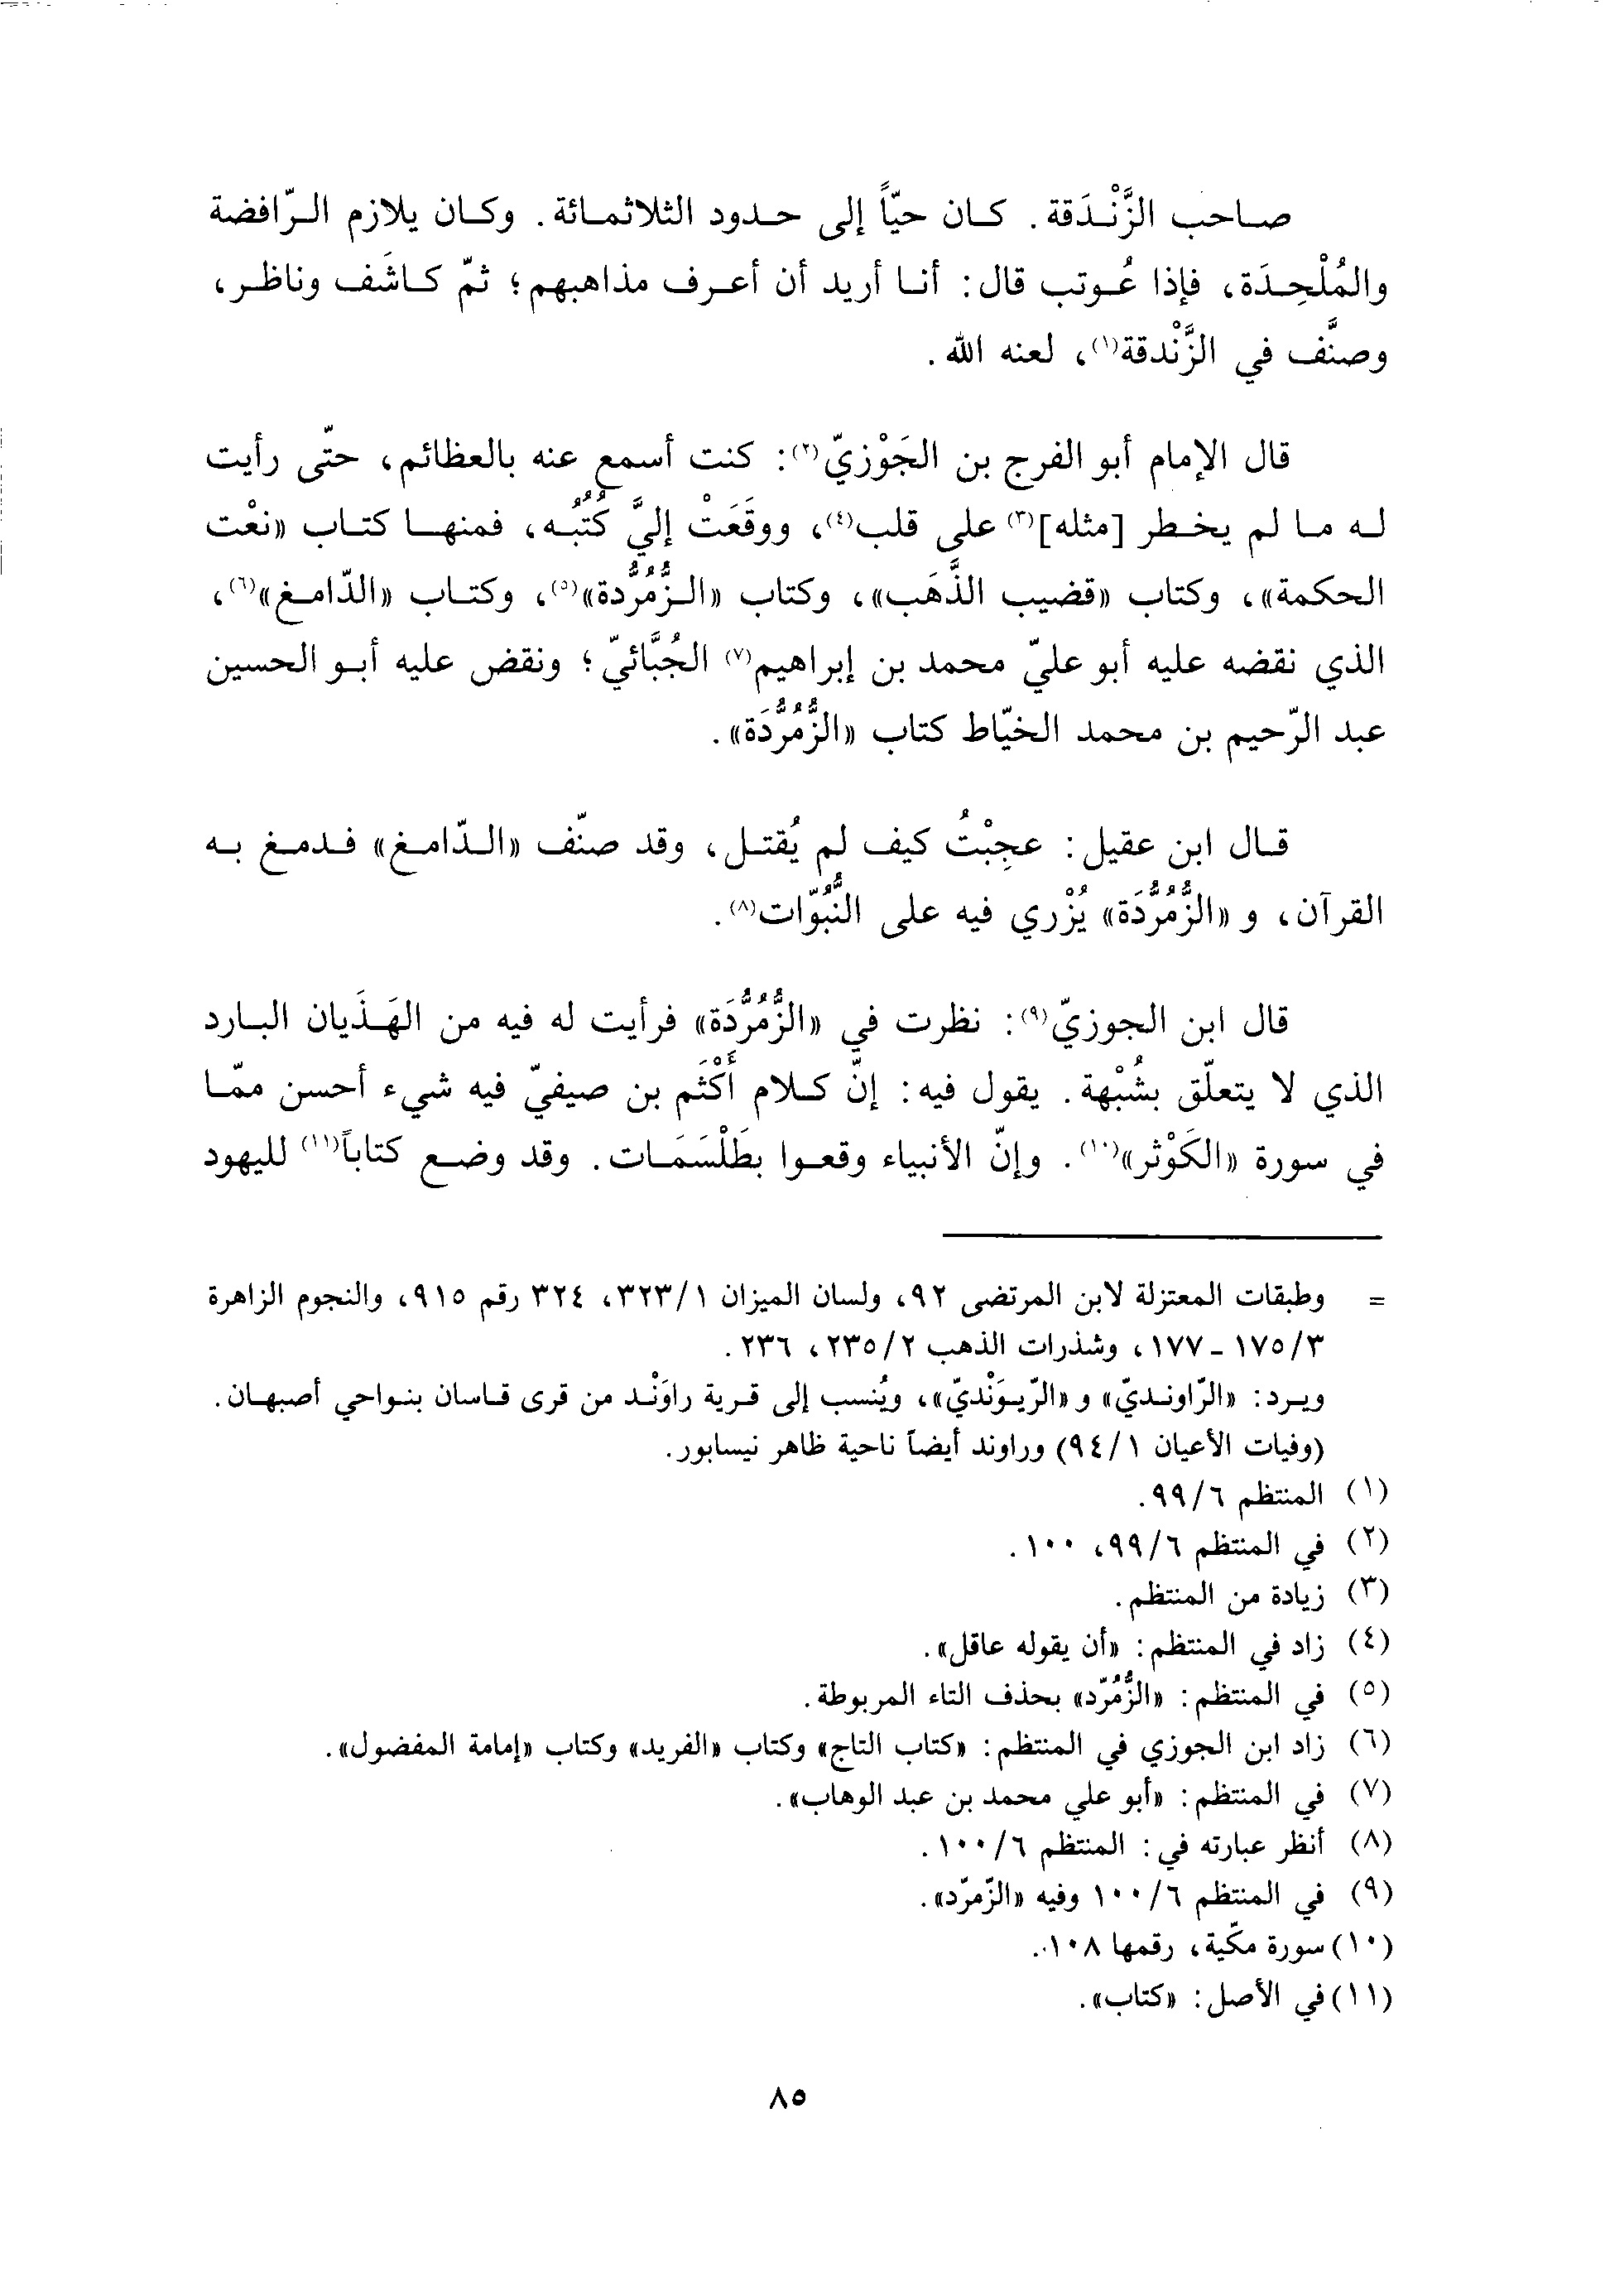 صاحب الزَّنْدَقة. كان حيّاً إلى حدود الثلاثمائة. وكان يلازم الرّافضة
والمُلْحِدَة، فإذا عُوتب قال: أنا أريد أن أعرف مذاهبهم؛ ثمّ كاشَف وناظر،
وصنَّف في الزَّنْدقة(١)، لعنه الله.
قال الإمام أبو الفرج بن الجَوْزيّ(٢): كنت أسمع عنه بالعظائم، حتّى رأيت
له ما لم يخطر [مثله](٣) على قلب(٤)، ووقَعَتْ إليَّ كُتُبُه، فمنها كتاب «نعْت
الحكمة»، وكتاب «قضيب الذَّهَب»، وكتاب «الزُّمُرُّدة»(٥)، وكتاب «الدّامغ»(٦)،
الذي نقضه عليه أبو عليّ محمد بن إبراهيم(٧) الجُبَّائيّ؛ ونقض عليه أبو الحسين
عبد الرّحيم بن محمد الخيّاط كتاب «الزُّمُرُّدَة».
قال ابن عقيل: عجِبْتُ كيف لم يُقتل، وقد صنّف «الدّامغ» فدمغ به
القرآن، و«الزُّمُرُّدَة» يُزْري فيه على النُّبُوّات(٨).
قال ابن الجوزيّ(٩): نظرت في «الزُّمُرُّدَة» فرأيت له فيه من الهَذَيان البارد
الذي لا يتعلّق بشُبْهة. يقول فيه: إنّ كلام أَكْثَم بن صيفيّ فيه شيء أحسن ممّا
في سورة «الكَوْثر»(١٠). وإنّ الأنبياء وقعوا بطَلْسَمَات. وقد وضع كتاباً(١١) لليهود
= وطبقات المعتزلة لابن المرتضى ٩٢، ولسان الميزان ٣٢٣/١، ٣٢٤ رقم ٩١٥، والنجوم الزاهرة
١٧٥/٣ - ١٧٧، وشذرات الذهب ٢٣٥/٢، ٢٣٦.
ويرد: «الرّاونديّ» و«الرّيوَنْديّ»، ويُنسب إلى قرية راوَنْد من قرى قاسان بنواحي أصبهان.
(وفيات الأعيان ٩٤/١) وراوند أيضاً ناحية ظاهر نيسابور.
(١) المنتظم ٩٩/٦.
(٢) في المنتظم ٩٩/٦، ١٠٠.
(٣) زيادة من المنتظم.
(٤) زاد في المنتظم: «أن يقوله عاقل».
(٥) في المنتظم: «الزُّمُرّد» بحذف التاء المربوطة.
(٦) زاد ابن الجوزي في المنتظم: «كتاب التاج» وكتاب «الفريد» وكتاب «إمامة المفضول».
(٧) في المنتظم: «أبو علي محمد بن عبد الوهاب».
(٨) أنظر عبارته في: المنتظم ١٠٠/٦.
(٩) في المنتظم ١٠٠/٦ وفيه «الزّمرّد».
(١٠) سورة مكّية، رقمها ١٠٨.
(١١) في الأصل: «كتاب».
٨٥